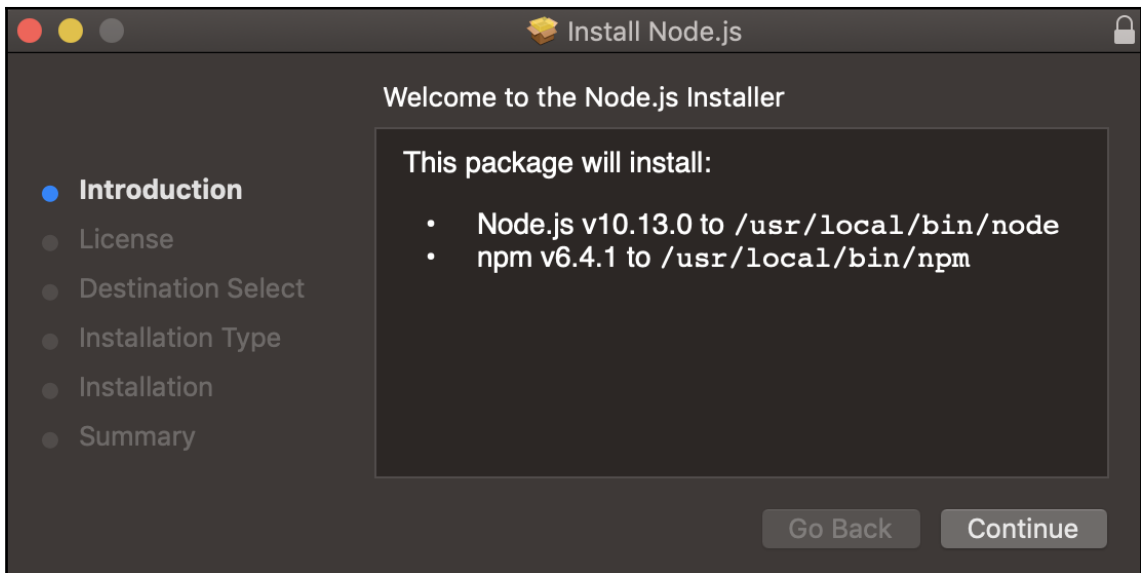 Install Node.js
Welcome to the Node.js Installer
Introduction
License
Destination Select
Installation Type
Installation
Summary
This package will install:
• Node.js v10.13.0 to /usr/local/bin/node
• npm v6.4.1 to /usr/local/bin/npm
Go Back
Continue